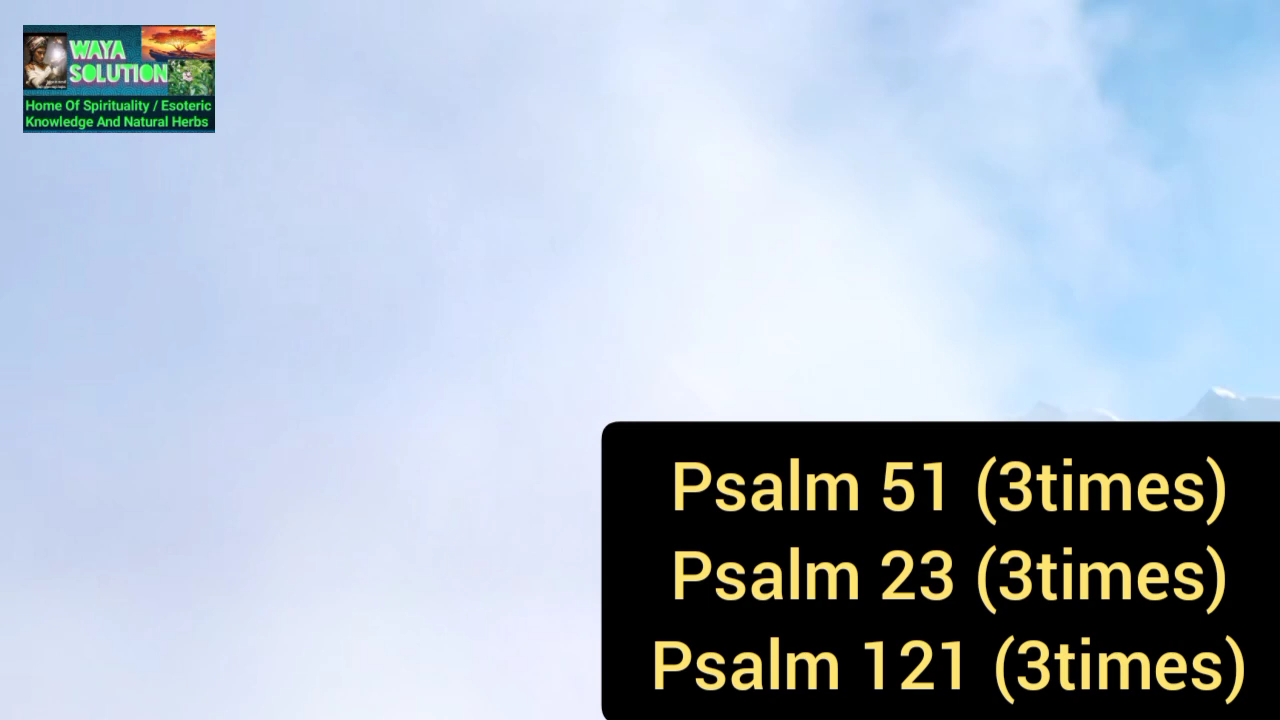 WAYA
SOLUTION
Home Of Spirituality / Esoteric
Knowledge And Natural Herbs
Psalm 51 (3times)
Psalm 23 (3times)
Psalm 121 (3times)